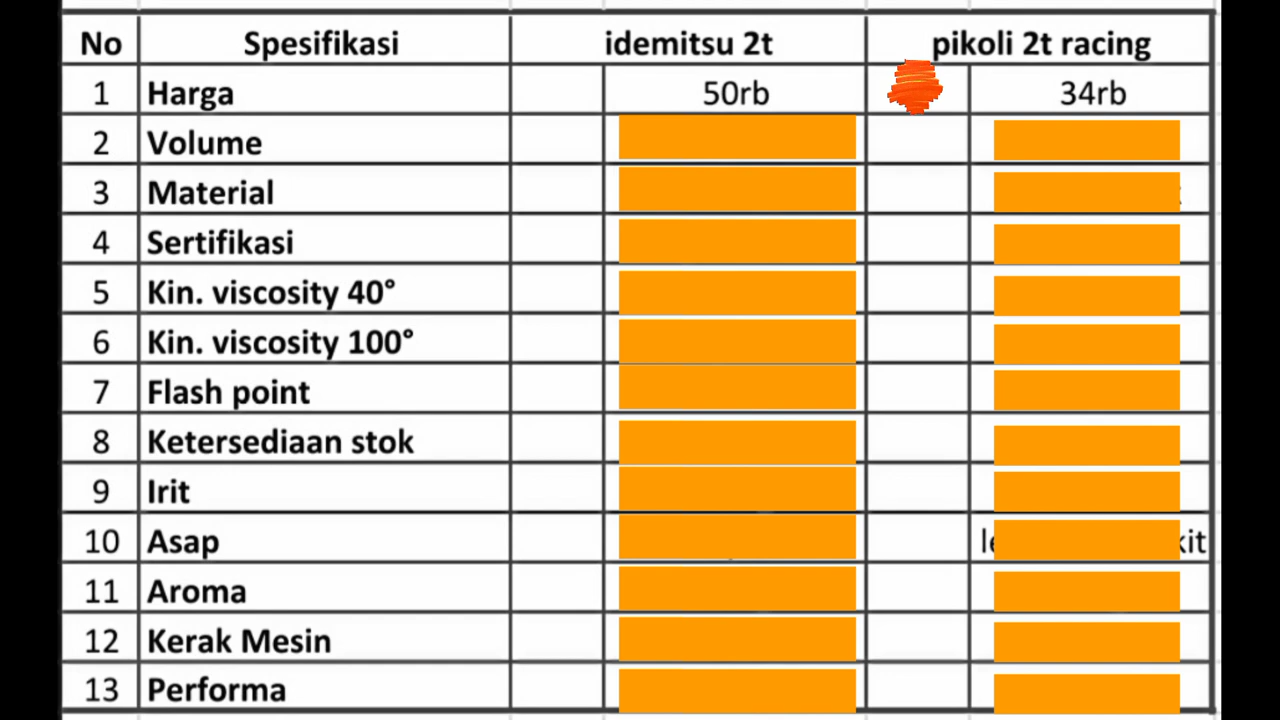 No Spesifikasi idemitsu 2t pikoli 2t racing
1 Harga 50rb 34rb
2 Volume
3 Material
4 Sertifikasi
5 Kin. viscosity 40°
6 Kin. viscosity 100°
7 Flash point
8 Ketersediaan stok
9 Irit
10 Asap
11 Aroma
12 Kerak Mesin
13 Performa